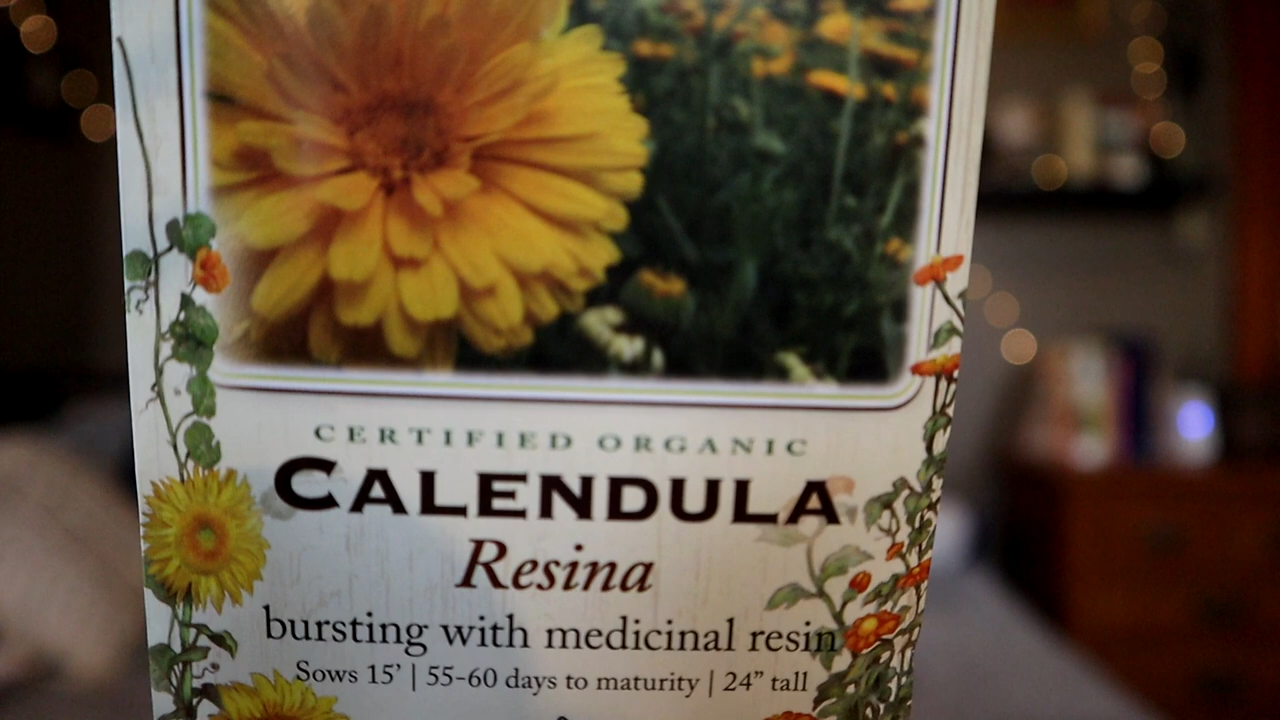 CERTIFIED ORGANIC
CALENDULA
Resina
bursting with medicinal resin
Sows 15’ | 55-60 days to maturity | 24” tall